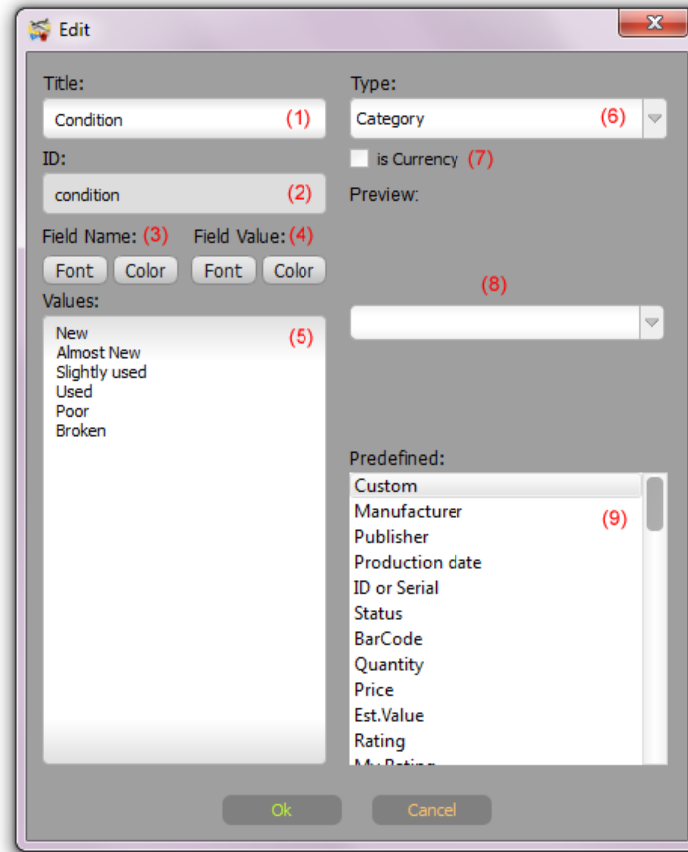 Edit
Title:
Condition (1)
ID:
condition (2)
Field Name: (3) Field Value: (4)
Font Color Font Color
Values:
New (5)
Almost New
Slightly used
Used
Poor
Broken
Type:
Category (6)
is Currency (7)
Preview:
(8)
Predefined:
Custom
Manufacturer (9)
Publisher
Production date
ID or Serial
Status
BarCode
Quantity
Price
Est.Value
Rating
My Rating
Ok Cancel